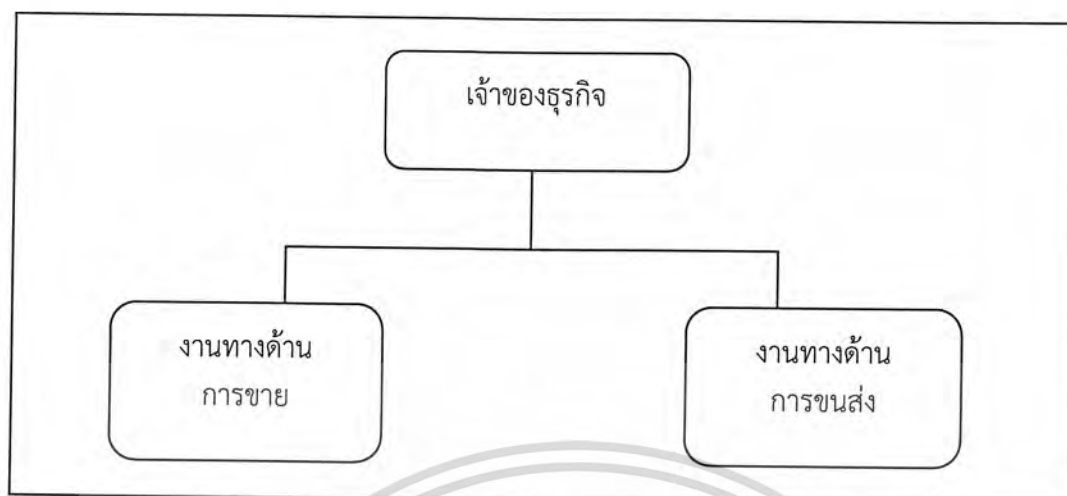 เจ้าของธุรกิจ
งานทางด้าน
การขาย
งานทางด้าน
การขนส่ง